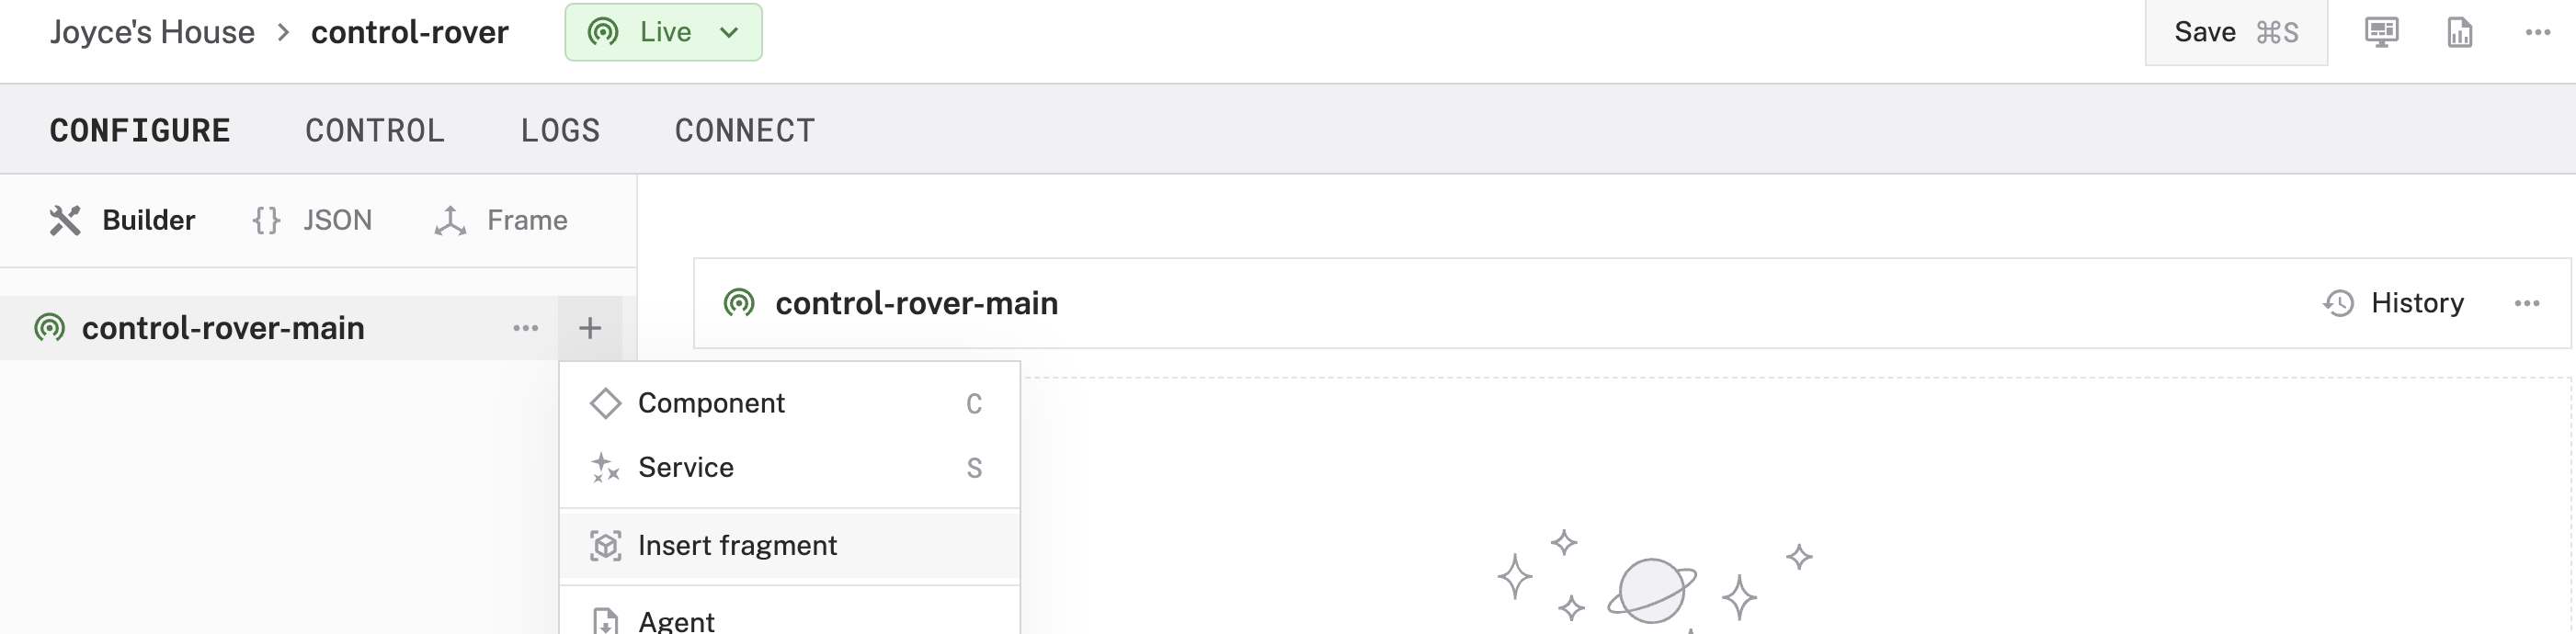 Joyce's House > control-rover Live Save ⌘S
CONFIGURE CONTROL LOGS CONNECT
Builder {} JSON Frame
control-rover-main
control-rover-main History
Component C
Service S
Insert fragment
Agent